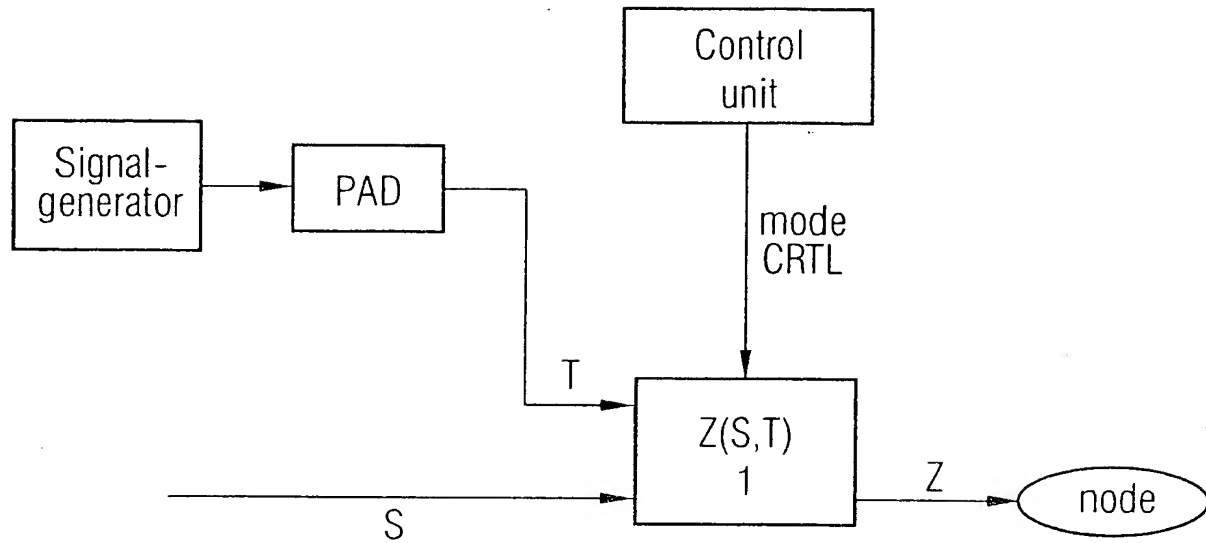 Control
unit
Signal-
generator
PAD
mode
CRTL
T
Z(S,T)
1
Z
node
S